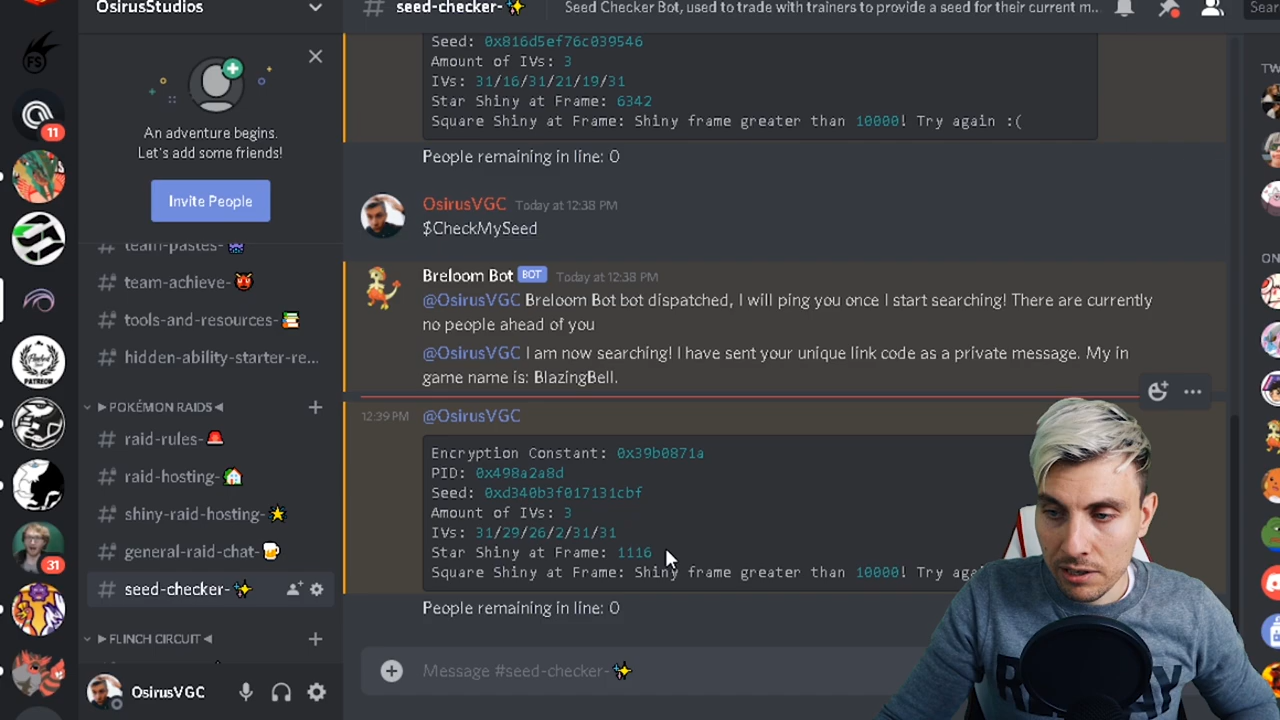 OsirusStudios
# seed-checker-✨ Seed Checker Bot, used to trade with trainers to provide a seed for their current m...
An adventure begins.
Let's add some friends!
Invite People
11
31
team-pastes-
# team-achieve-
# tools-and-resources-
# hidden-ability-starter-re...
►POKÉMON RAIDS◄
# raid-rules-
# raid-hosting-
# shiny-raid-hosting-
# general-raid-chat-
# seed-checker-✨
►FLINCH CIRCUIT◄
OsirusVGC
Seed: 0x816d5ef76c039546
Amount of IVs: 3
IVs: 31/16/31/21/19/31
Star Shiny at Frame: 6342
Square Shiny at Frame: Shiny frame greater than 10000! Try again :(
People remaining in line: 0
OsirusVGC Today at 12:38 PM
$CheckMySeed
Breloom Bot BOT Today at 12:38 PM
@OsirusVGC Breloom Bot bot dispatched, I will ping you once I start searching! There are currently
no people ahead of you
@OsirusVGC I am now searching! I have sent your unique link code as a private message. My in
game name is: BlazingBell.
12:39 PM @OsirusVGC
Encryption Constant: 0x39b0871a
PID: 0x498a2a8d
Seed: 0xd340b3f017131cbf
Amount of IVs: 3
IVs: 31/29/26/2/31/31
Star Shiny at Frame: 1116
Square Shiny at Frame: Shiny frame greater than 10000! Try
People remaining in line: 0
Message #seed-checker-✨